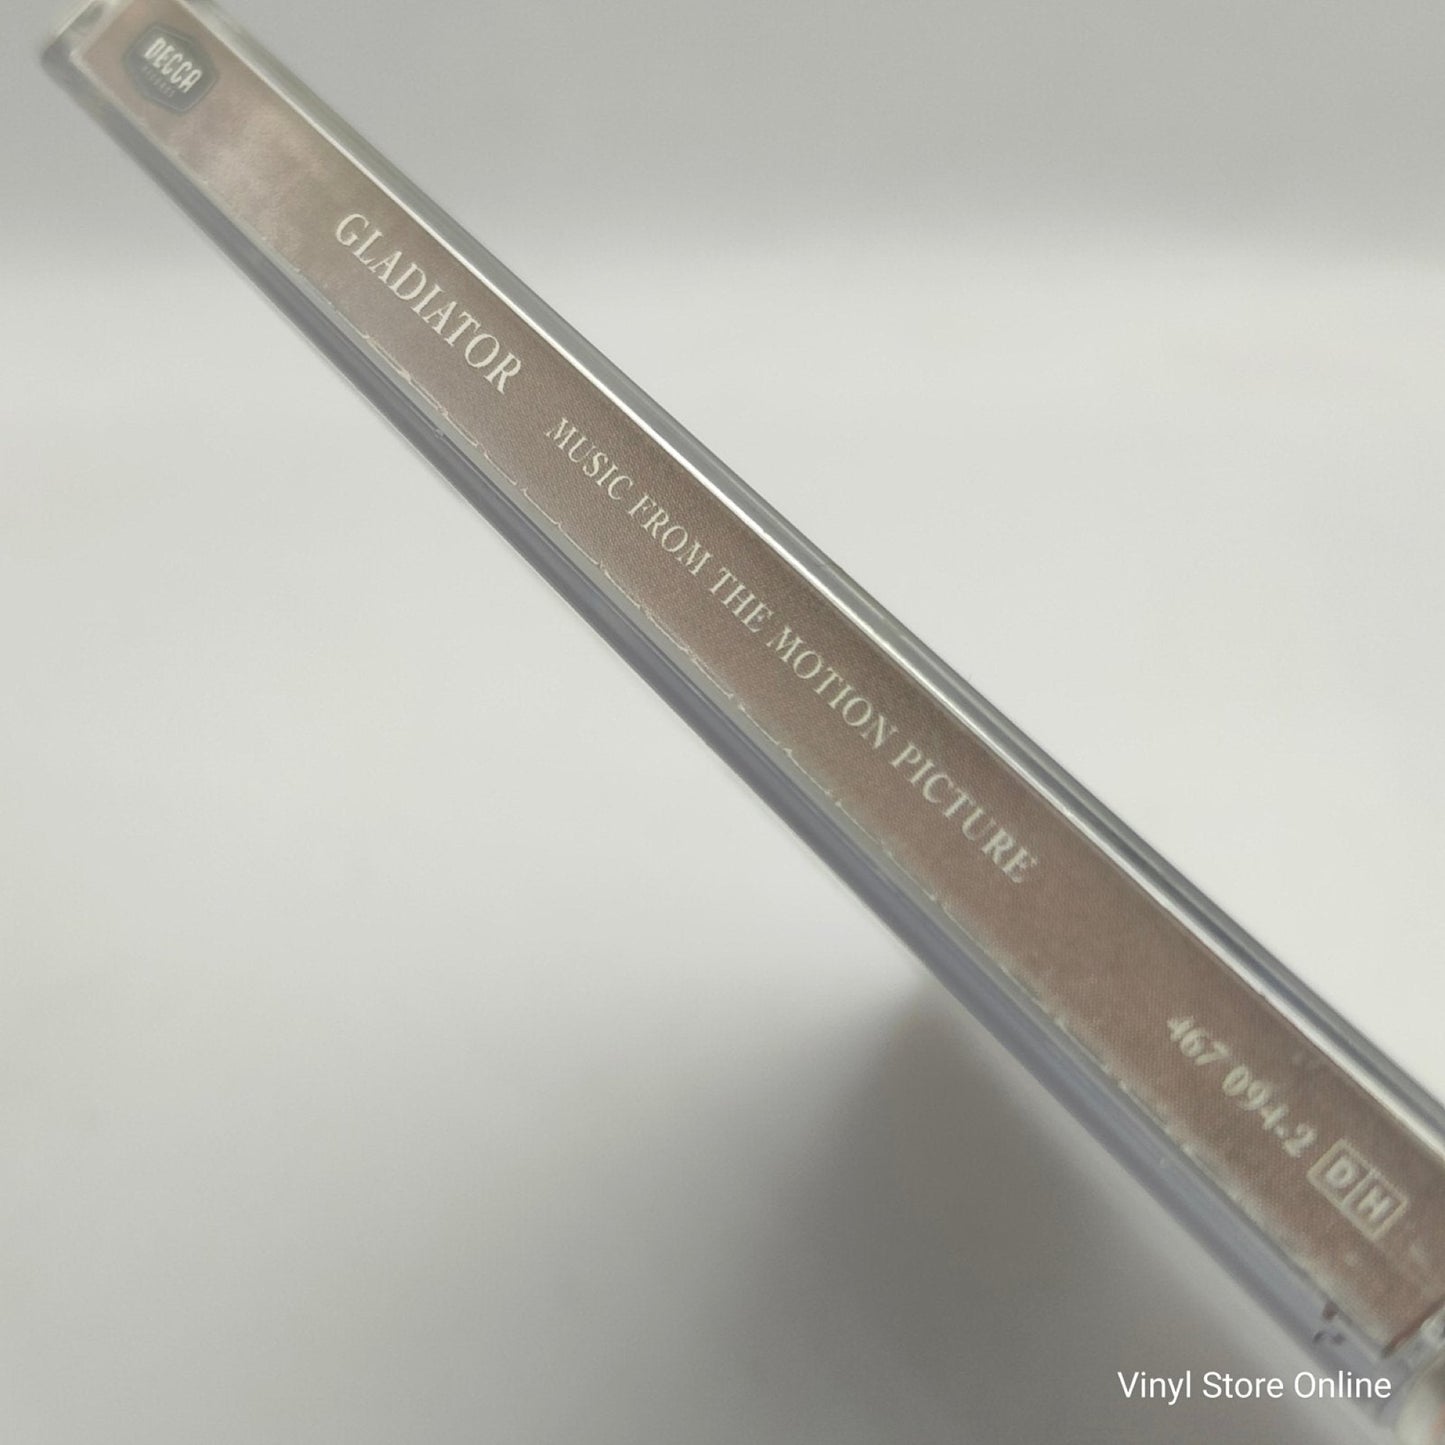 DECCA
GLADIATOR MUSIC FROM THE MOTION PICTURE 467 094-2 DH
Vinyl Store Online